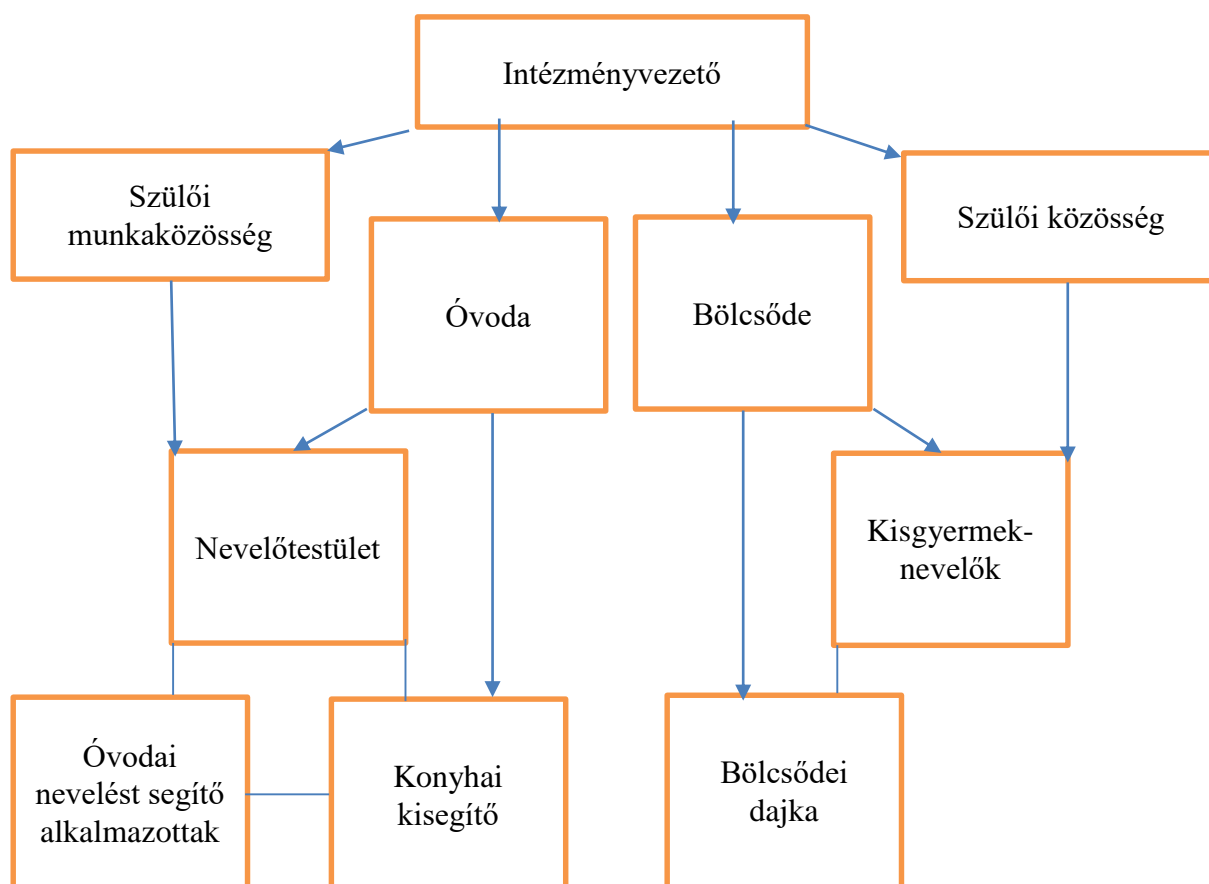 Intézményvezető
Szülői
munkaközösség
Szülői közösség
Óvoda
Bölcsőde
Nevelőtestület
Kisgyermek-
nevelők
Óvodai
nevelést segítő
alkalmazottak
Konyhai
kisegítő
Bölcsődei
dajka